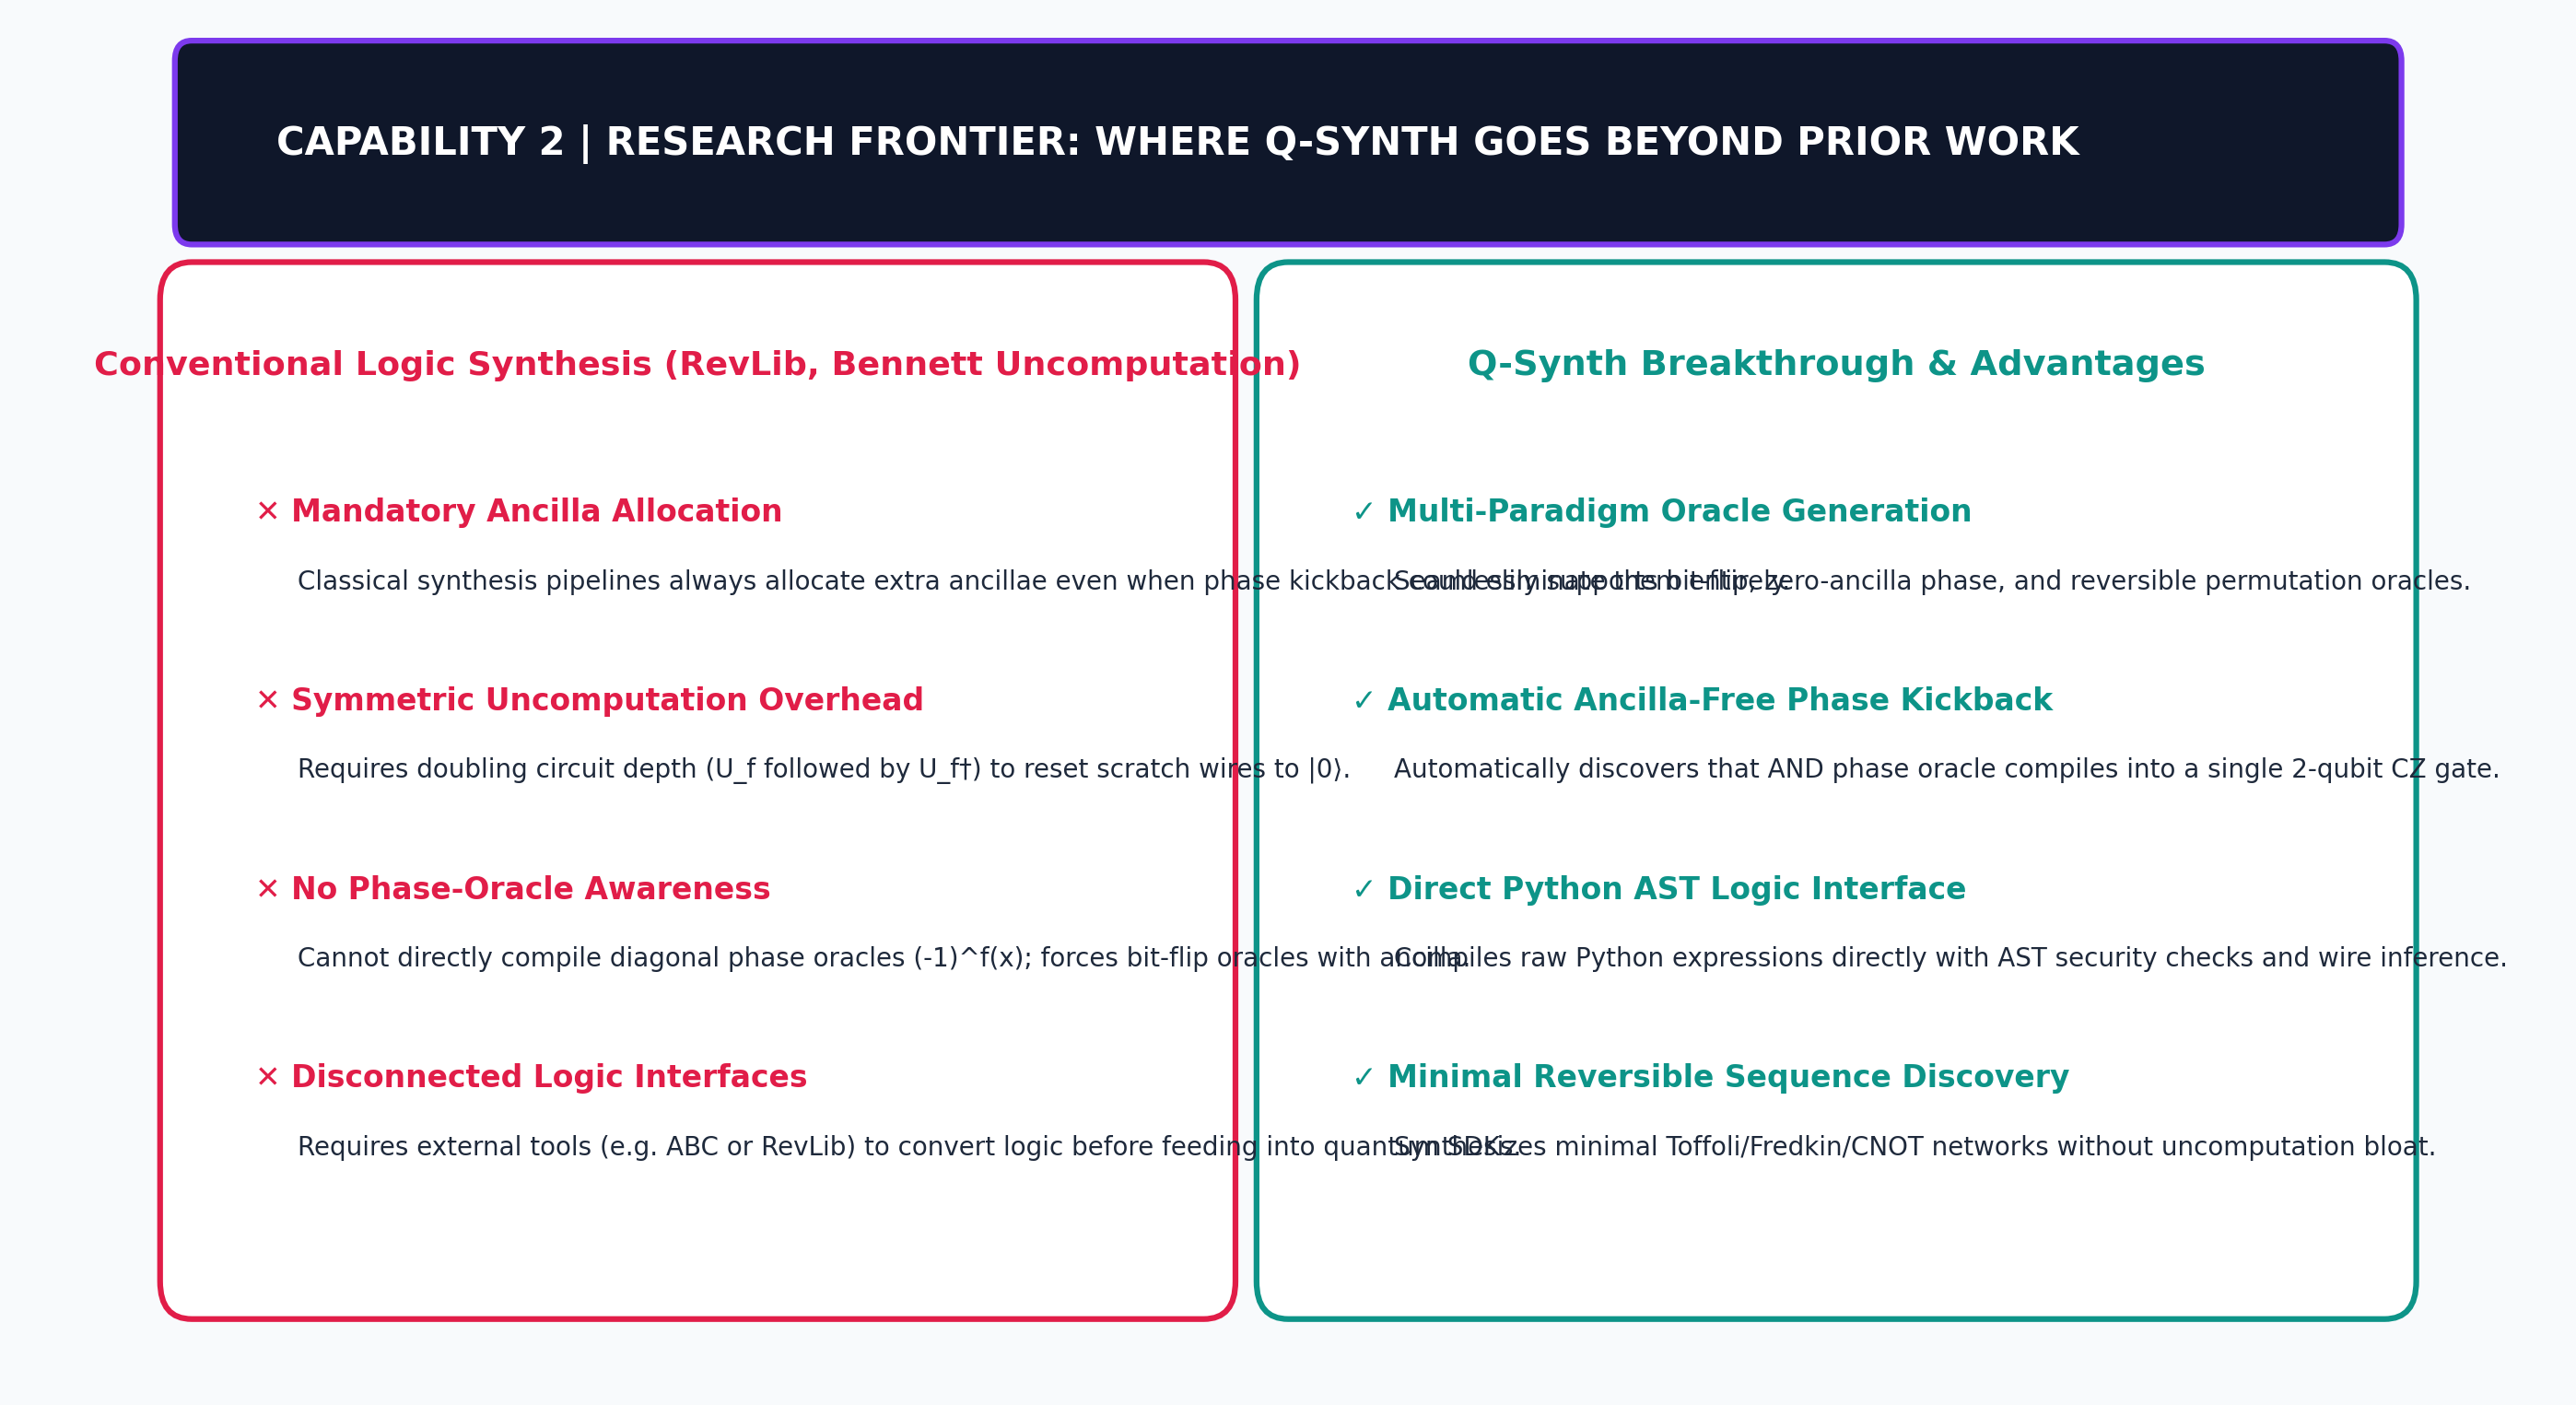 CAPABILITY 2 | RESEARCH FRONTIER: WHERE Q-SYNTH GOES BEYOND PRIOR WORK
Conventional Logic Synthesis (RevLib, Bennett Uncomputation)
✕ Mandatory Ancilla Allocation
Classical synthesis pipelines always allocate extra ancillae even when phase kickback could eliminate them entirely.
✕ Symmetric Uncomputation Overhead
Requires doubling circuit depth (U_f followed by U_f†) to reset scratch wires to |0⟩.
✕ No Phase-Oracle Awareness
Cannot directly compile diagonal phase oracles (-1)^f(x); forces bit-flip oracles with ancilla.
✕ Disconnected Logic Interfaces
Requires external tools (e.g. ABC or RevLib) to convert logic before feeding into quantum SDKs.
Q-Synth Breakthrough & Advantages
✓ Multi-Paradigm Oracle Generation
Seamlessly supports bit-flip, zero-ancilla phase, and reversible permutation oracles.
✓ Automatic Ancilla-Free Phase Kickback
Automatically discovers that AND phase oracle compiles into a single 2-qubit CZ gate.
✓ Direct Python AST Logic Interface
Compiles raw Python expressions directly with AST security checks and wire inference.
✓ Minimal Reversible Sequence Discovery
Synthesizes minimal Toffoli/Fredkin/CNOT networks without uncomputation bloat.